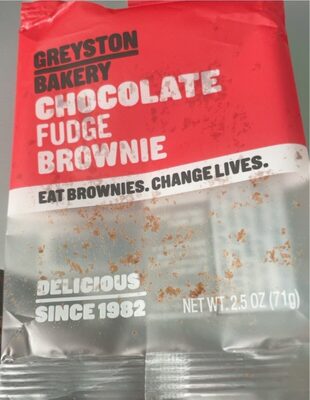 GREYSTON
BAKERY
CHOCOLATE
FUDGE
BROWNIE
EAT BROWNIES. CHANGE LIVES.
DELICIOUS
SINCE 1982
NET WT. 2.5 OZ (71g)